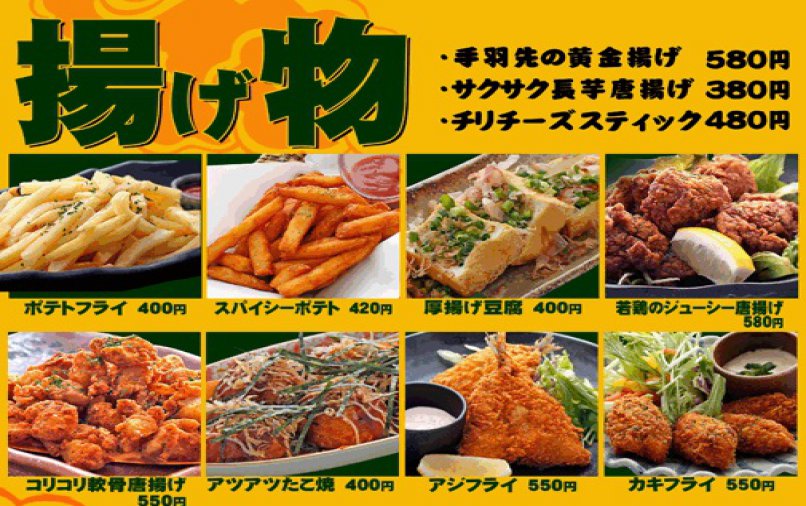 揚げ物
・手羽先の黄金揚げ 580円
・サクサク長芋唐揚げ 380円
・チリチーズスティック 480円
ポテトフライ 400円
スパイシーポテト 420円
厚揚げ豆腐 400円
若鶏のジューシー唐揚げ
580円
コリコリ軟骨唐揚げ
550円
アツアツたこ焼 400円
アジフライ 550円
カキフライ 550円